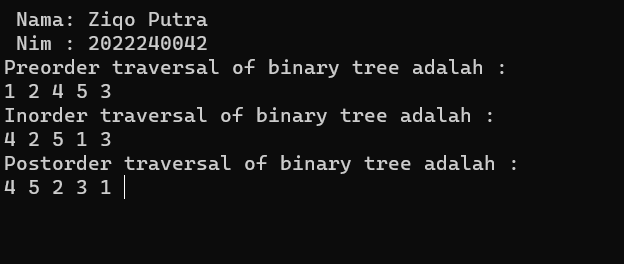 Nama: Ziqo Putra
Nim : 2022240042
Preorder traversal of binary tree adalah :
1 2 4 5 3
Inorder traversal of binary tree adalah :
4 2 5 1 3
Postorder traversal of binary tree adalah :
4 5 2 3 1